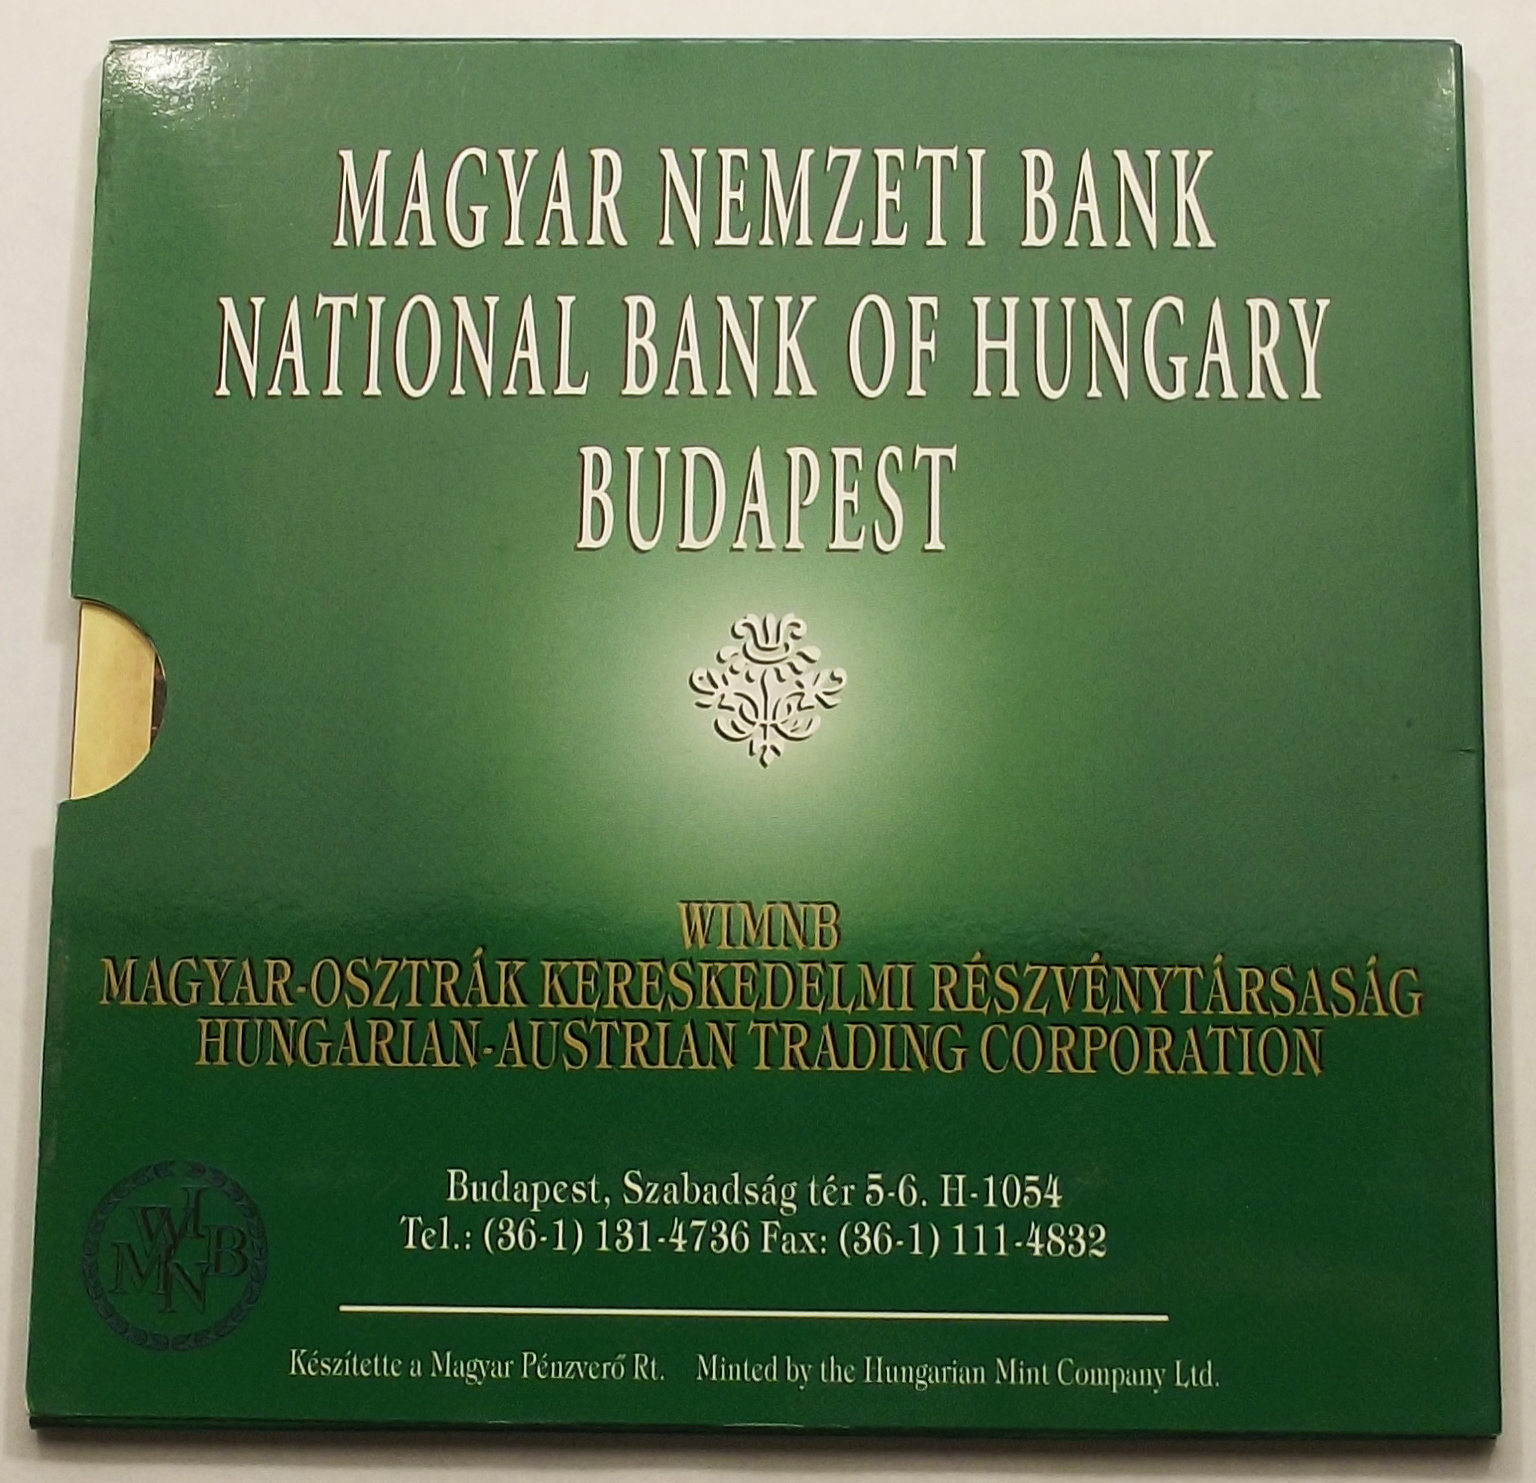 MAGYAR NEMZETI BANK
NATIONAL BANK OF HUNGARY
BUDAPEST
WIMNB
MAGYAR-OSZTRÁK KERESKEDELMI RÉSZVÉNYTÁRSASÁG
HUNGARIAN-AUSTRIAN TRADING CORPORATION
Budapest, Szabadság tér 5-6. H-1054
Tel.: (36-1) 131-4736 Fax: (36-1) 111-4832
WIMNB
Készítette a Magyar Pénzverő Rt. Minted by the Hungarian Mint Company Ltd.